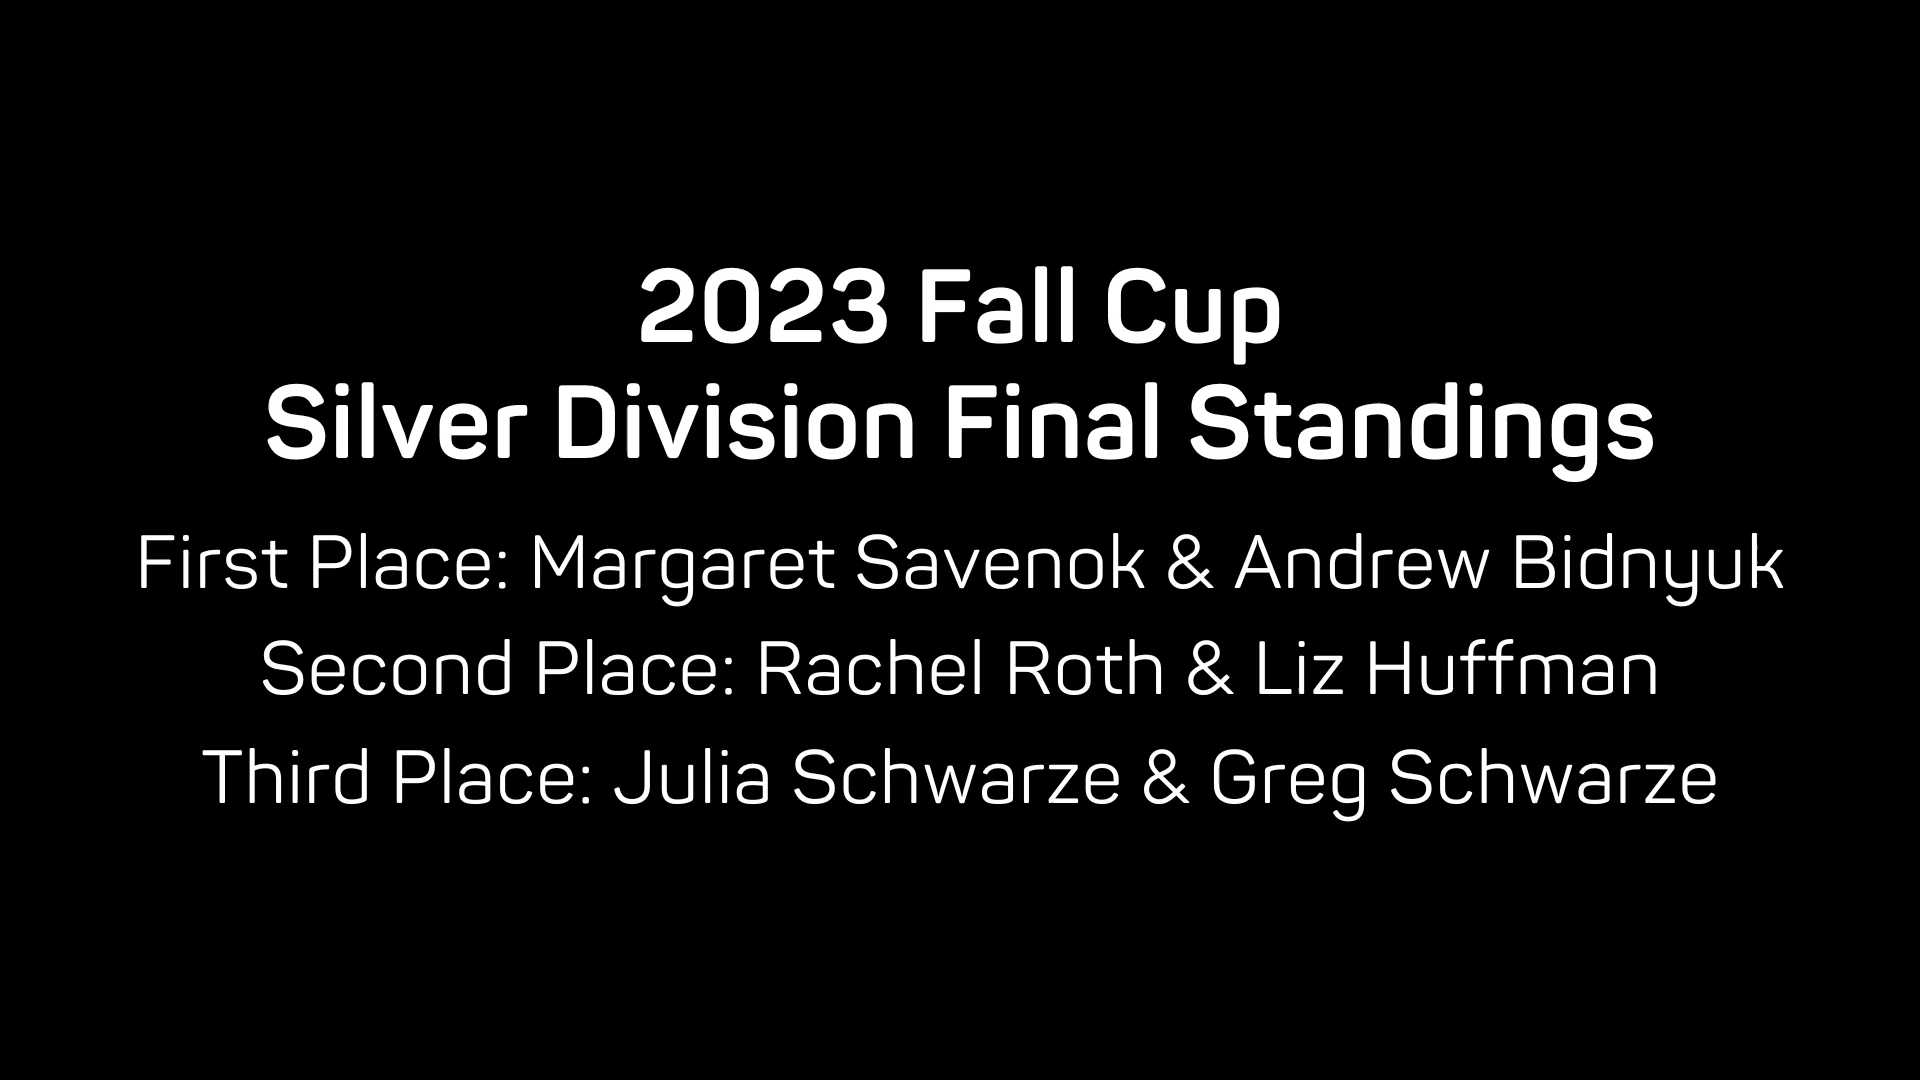 2023 Fall Cup
Silver Division Final Standings
First Place: Margaret Savenok & Andrew Bidnyuk
Second Place: Rachel Roth & Liz Huffman
Third Place: Julia Schwarze & Greg Schwarze